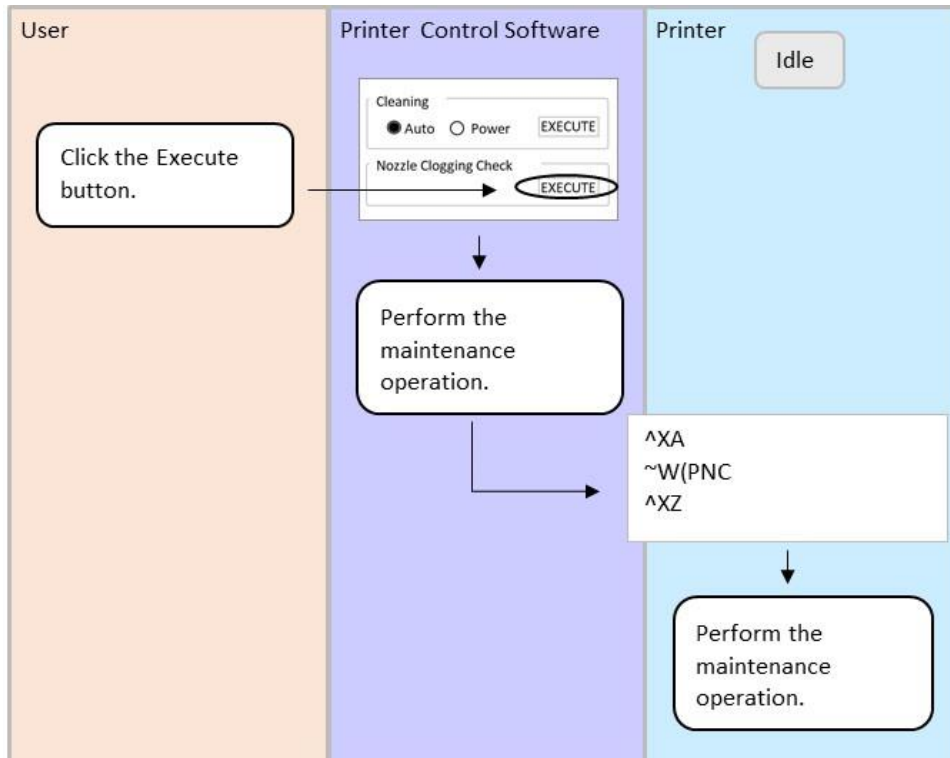 User
Printer Control Software
Printer
Idle
Cleaning
Auto Power EXECUTE
Nozzle Clogging Check
EXECUTE
Click the Execute
button.
Perform the
maintenance
operation.
^XA
~W(PNC
^XZ
Perform the
maintenance
operation.